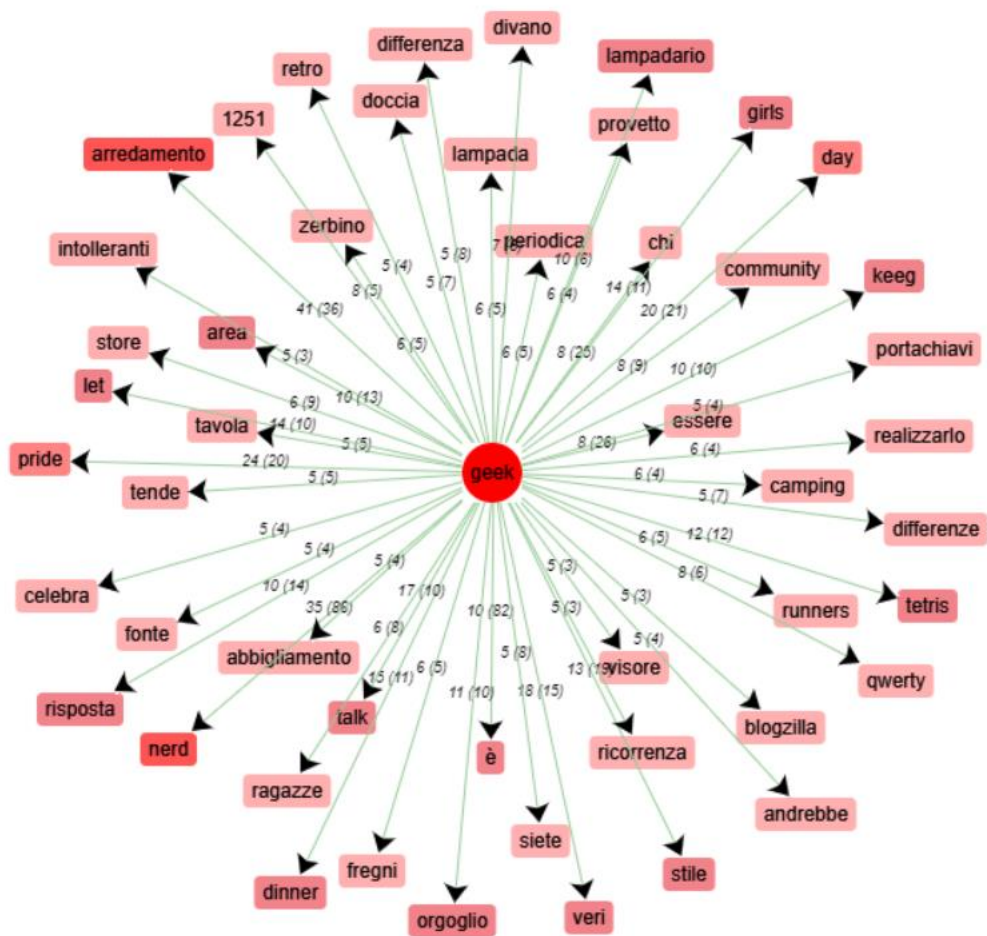 divano
differenza
lampadario
retro
doccia
girls
1251
provetto
arredamento
lampada
day
zerbino
periodica
chi
intolleranti
community
keeg
5 (4)
5 (8)
10 (6)
5 (7)
8 (5)
6 (4)
14 (11)
41 (36)
6 (5)
20 (21)
area
store
6 (5)
6 (5)
8 (25)
portachiavi
5 (3)
8 (9)
10 (10)
let
10 (13)
6 (9)
5 (4)
tavola
14 (10)
essere
realizzarlo
5 (5)
8 (26)
6 (4)
pride
24 (20)
geek
5 (5)
6 (4)
tende
camping
5 (7)
differenze
5 (4)
12 (12)
6 (5)
5 (4)
5 (4)
5 (3)
8 (6)
celebra
10 (14)
17 (10)
5 (3)
runners
tetris
fonte
35 (86)
10 (82)
5 (3)
6 (8)
5 (4)
abbigliamento
5 (8)
visore
qwerty
6 (5)
15 (11)
11 (10)
18 (15)
risposta
talk
blogzilla
nerd
è
ricorrenza
ragazze
andrebbe
siete
fregni
stile
dinner
orgoglio
veri